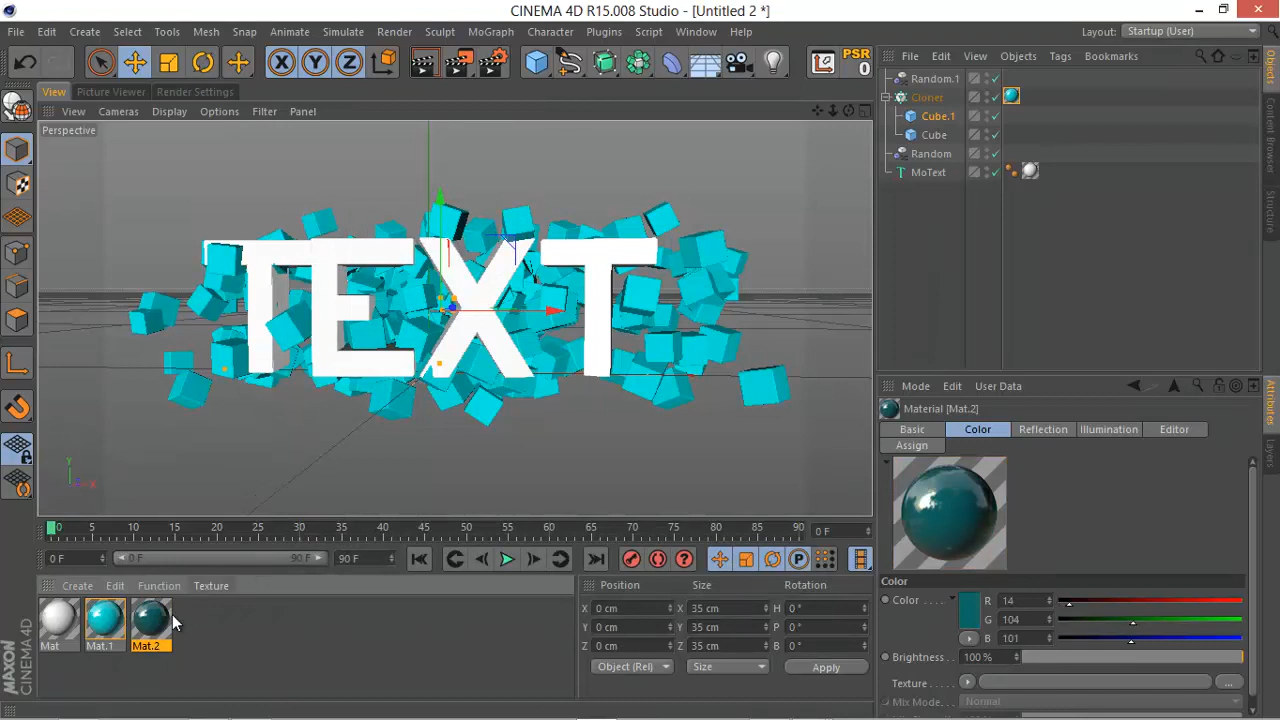 CINEMA 4D R15.008 Studio - [Untitled 2 *]
File Edit Create Select Tools Mesh Snap Animate Simulate Render Sculpt MoGraph Character Plugins Script Window Help
Layout: Startup (User)
X Y Z
PSR
0
File Edit View Objects Tags Bookmarks
View Picture Viewer Render Settings
View Cameras Display Options Filter Panel
Perspective
TEXT
Y
X
Z
Random.1
Cloner
Cube.1
Cube
Random
MoText
Objects
Content Browser
Structure
Mode Edit User Data
Material [Mat.2]
Basic Color Reflection Illumination Editor
Assign
Attributes
Layers
Color
Color R 14
G 104
B 101
Brightness 100 %
Texture ...
Mix Mode Normal
0 5 10 15 20 25 30 35 40 45 50 55 60 65 70 75 80 85 90 0 F
0 F 0 F 90 F 90 F
P
Create Edit Function Texture
Mat Mat.1 Mat.2
Position Size Rotation
X 0 cm X 35 cm H 0 °
Y 0 cm Y 35 cm P 0 °
Z 0 cm Z 35 cm B 0 °
Object (Rel) Size Apply
MAXON
CINEMA 4D